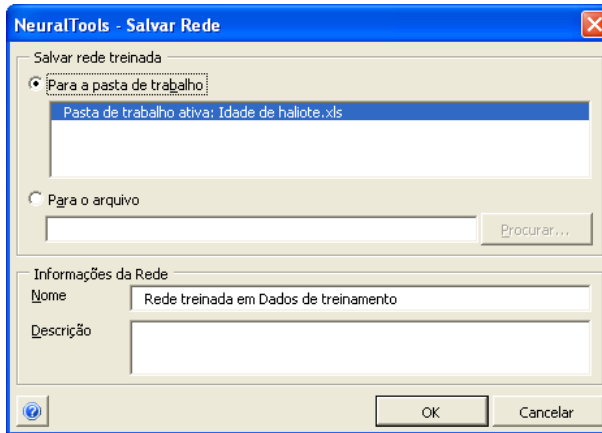 NeuralTools - Salvar Rede
Salvar rede treinada
Para a pasta de trabalho
Pasta de trabalho ativa: Idade de haliote.xls
Para o arquivo
Procurar...
Informações da Rede
Nome
Rede treinada em Dados de treinamento
Descrição
OK
Cancelar